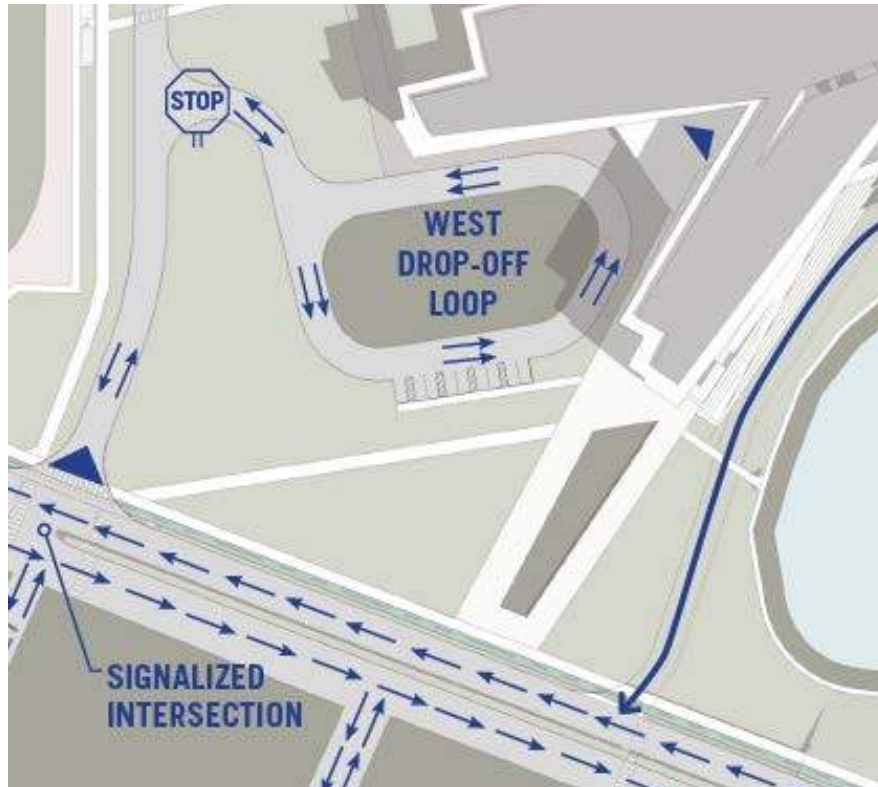 STOP
WEST
DROP-OFF
LOOP
SIGNALIZED
INTERSECTION